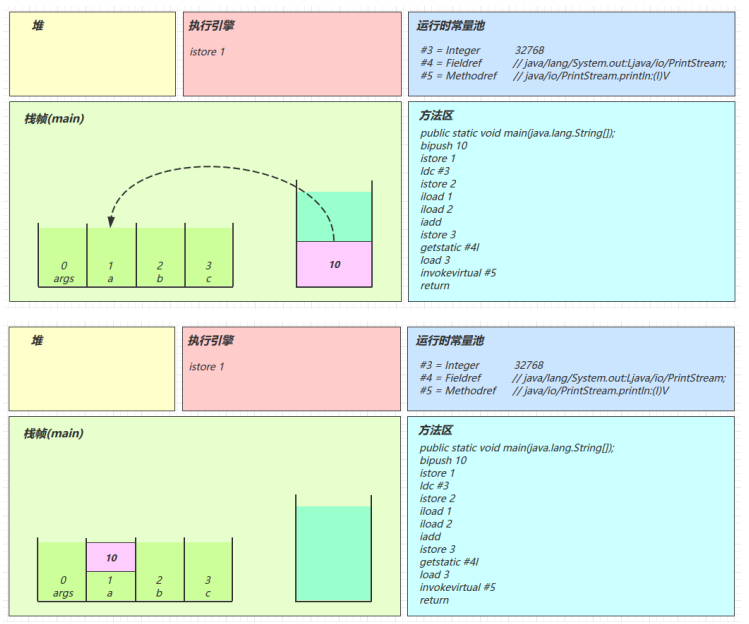 堆
执行引擎
istore 1
运行时常量池
#3 = Integer 32768
#4 = Fieldref // java/lang/System.out:Ljava/io/PrintStream;
#5 = Methodref // java/io/PrintStream.println:(I)V
栈帧(main)
0 1 2 3
args a b c
10
方法区
public static void main(java.lang.String[]);
bipush 10
istore 1
ldc #3
istore 2
iload 1
iload 2
iadd
istore 3
getstatic #4I
load 3
invokevirtual #5
return
堆
执行引擎
istore 1
运行时常量池
#3 = Integer 32768
#4 = Fieldref // java/lang/System.out:Ljava/io/PrintStream;
#5 = Methodref // java/io/PrintStream.println:(I)V
栈帧(main)
10
0 1 2 3
args a b c
方法区
public static void main(java.lang.String[]);
bipush 10
istore 1
ldc #3
istore 2
iload 1
iload 2
iadd
istore 3
getstatic #4I
load 3
invokevirtual #5
return